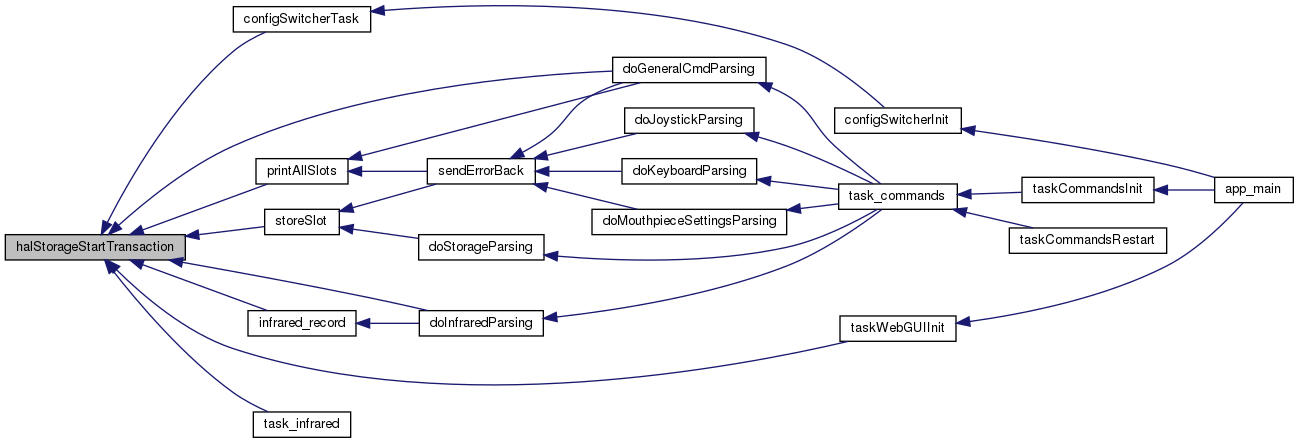 configSwitcherTask
doGeneralCmdParsing
doJoystickParsing
configSwitcherInit
printAllSlots
sendErrorBack
doKeyboardParsing
task_commands
taskCommandsInit
app_main
storeSlot
doMouthpieceSettingsParsing
halStorageStartTransaction
doStorageParsing
taskCommandsRestart
infrared_record
doInfraredParsing
taskWebGUIInit
task_infrared